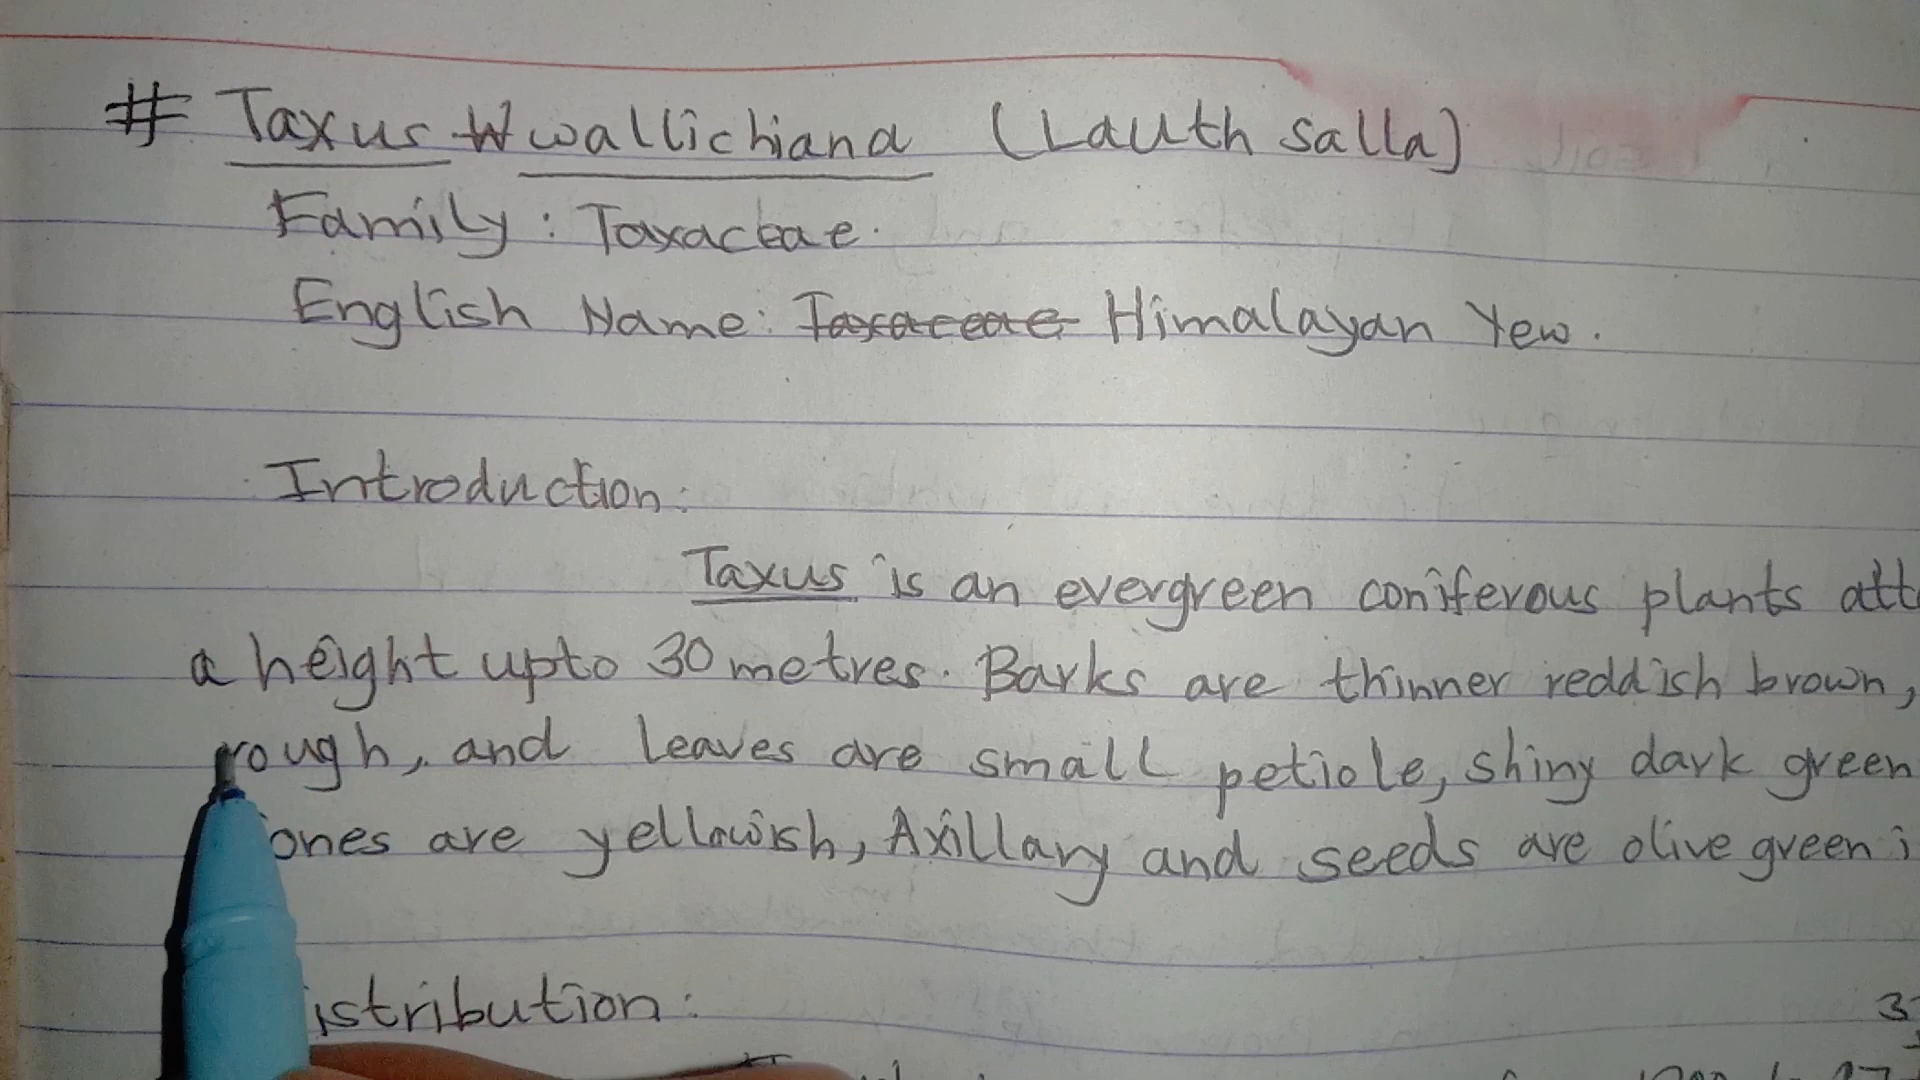 # Taxus wallichiana (Lauth salla)
Family: Taxaceae.
English Name: Himalayan Yew.
Introduction:
Taxus is an evergreen coniferous plants att
a height upto 30 metres. Barks are thinner reddish brown,
rough, and leaves are small petiole, shiny dark green
ones are yellowish, Axillary and seeds are olive green i
istribution:
3